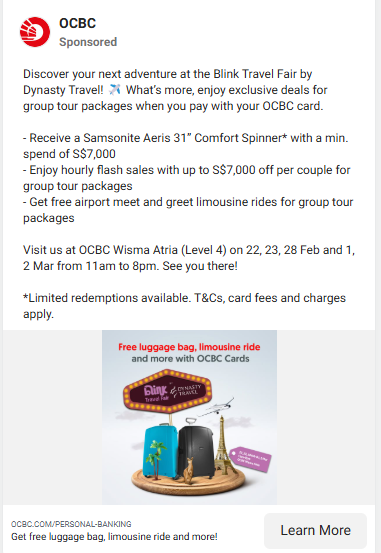 OCBC
Sponsored
Discover your next adventure at the Blink Travel Fair by
Dynasty Travel! ✈️ What's more, enjoy exclusive deals for
group tour packages when you pay with your OCBC card.
- Receive a Samsonite Aeris 31” Comfort Spinner* with a min.
spend of S$7,000
- Enjoy hourly flash sales with up to S$7,000 off per couple for
group tour packages
- Get free airport meet and greet limousine rides for group tour
packages
Visit us at OCBC Wisma Atria (Level 4) on 22, 23, 28 Feb and 1,
2 Mar from 11am to 8pm. See you there!
*Limited redemptions available. T&Cs, card fees and charges
apply.
Free luggage bag, limousine ride
and more with OCBC Cards
Blink
Travel Fair
DYNASTY
TRAVEL
OCBC.COM/PERSONAL-BANKING
Get free luggage bag, limousine ride and more!
Learn More